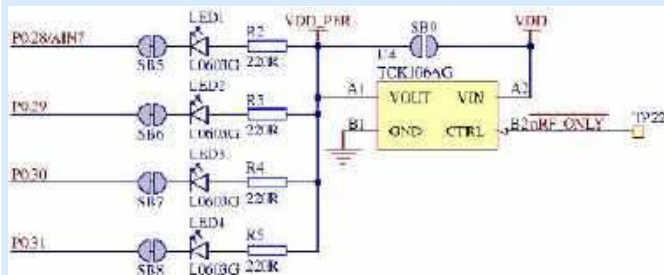 LED1
R2
VDD_PER
SB9
VDD
P0.28/AIN7
U4
TCK106AG
SB5
L0603G
220R
LED2
R3
A1
VOUT
VIN
A2
P0.29
SB6
L0603G
220R
B1
GND
CTRL
B2
nRF_ONLY
TP22
LED3
R4
P0.30
SB7
L0603G
220R
LED4
R5
P0.31
SB8
L0603G
220R